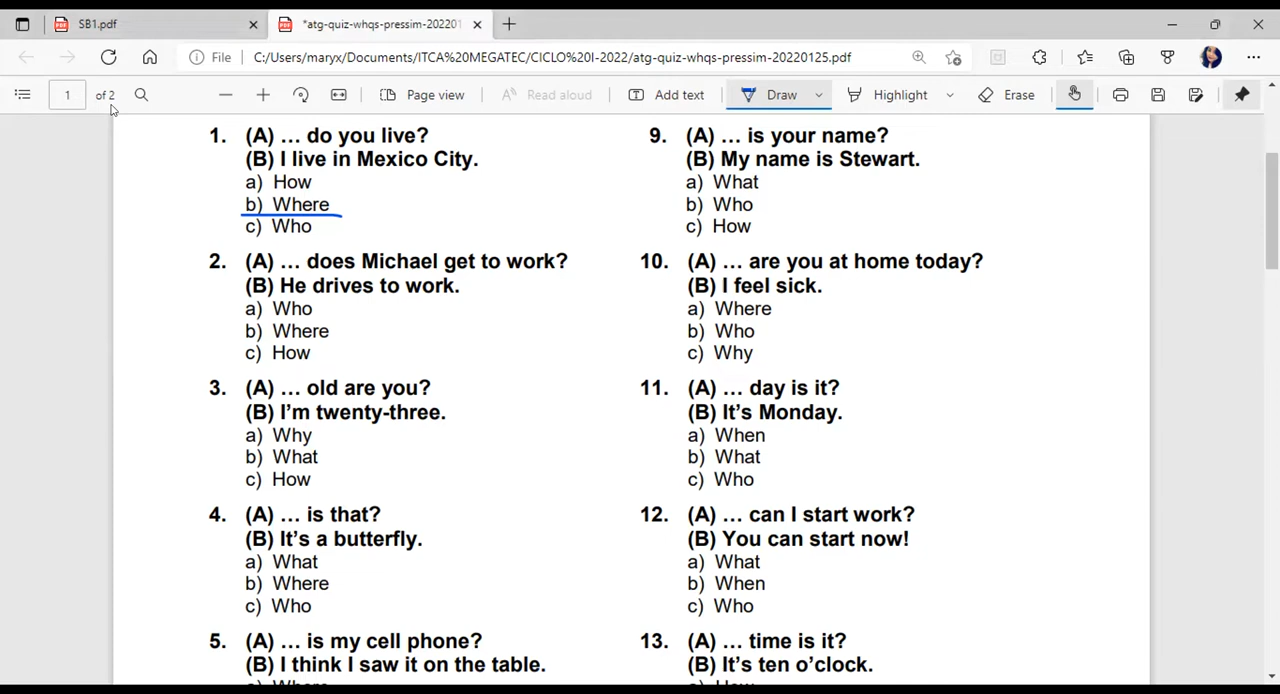 SB1.pdf
*atg-quiz-whqs-pressim-202201
File
C:/Users/maryx/Documents/ITCA%20MEGATEC/CICLO%20I-2022/atg-quiz-whqs-pressim-20220125.pdf
1 of 2
Page view
Read aloud
Add text
Draw
Highlight
Erase
1. (A) … do you live?
(B) I live in Mexico City.
a) How
b) Where
c) Who
2. (A) … does Michael get to work?
(B) He drives to work.
a) Who
b) Where
c) How
3. (A) … old are you?
(B) I'm twenty-three.
a) Why
b) What
c) How
4. (A) … is that?
(B) It's a butterfly.
a) What
b) Where
c) Who
5. (A) … is my cell phone?
(B) I think I saw it on the table.
a) Where
9. (A) … is your name?
(B) My name is Stewart.
a) What
b) Who
c) How
10. (A) … are you at home today?
(B) I feel sick.
a) Where
b) Who
c) Why
11. (A) … day is it?
(B) It's Monday.
a) When
b) What
c) Who
12. (A) … can I start work?
(B) You can start now!
a) What
b) When
c) Who
13. (A) … time is it?
(B) It's ten o'clock.
a) How